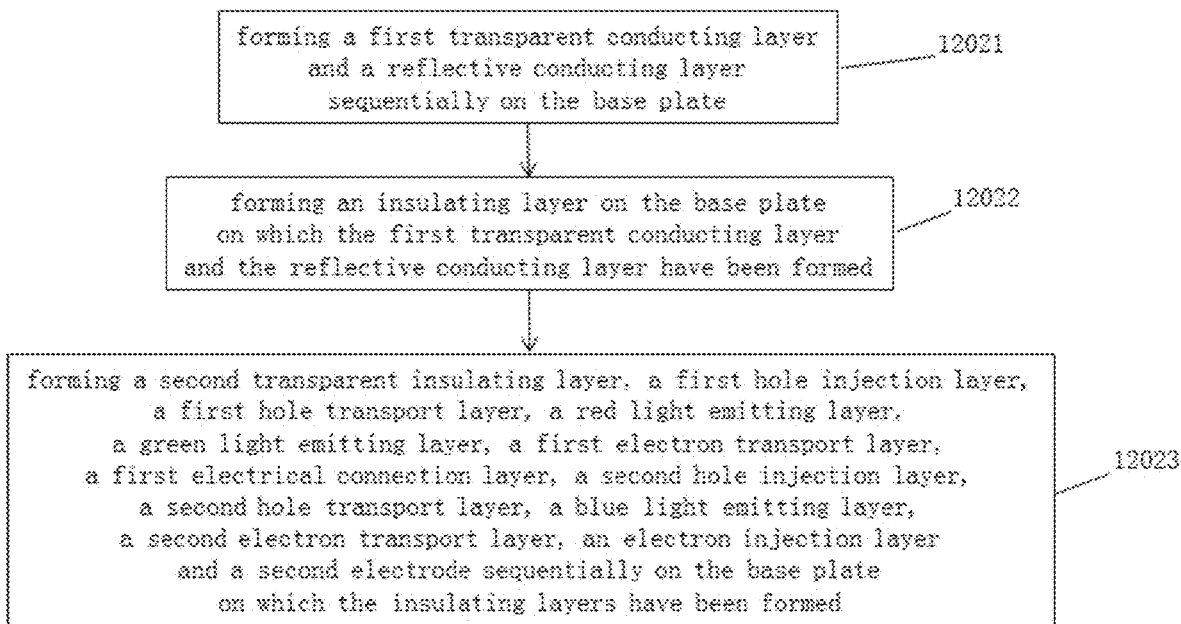 forming a first transparent conducting layer
and a reflective conducting layer
sequentially on the base plate
12021
forming an insulating layer on the base plate
on which the first transparent conducting layer
and the reflective conducting layer have been formed
12022
forming a second transparent insulating layer, a first hole injection layer,
a first hole transport layer, a red light emitting layer,
a green light emitting layer, a first electron transport layer,
a first electrical connection layer, a second hole injection layer,
a second hole transport layer, a blue light emitting layer,
a second electron transport layer, an electron injection layer
and a second electrode sequentially on the base plate
on which the insulating layers have been formed
12023